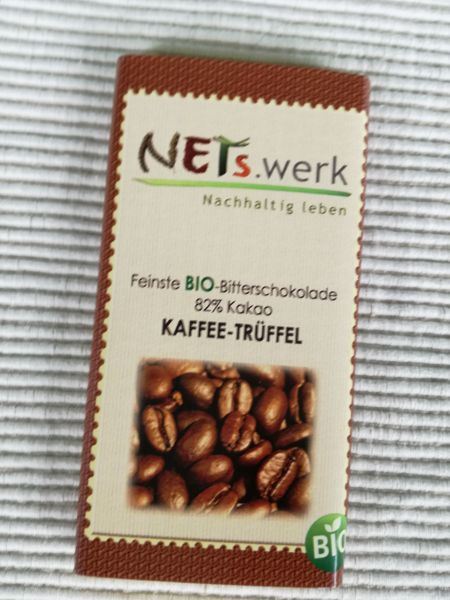 NETs.werk
Nachhaltig leben
Feinste BIO-Bitterschokolade
82% Kakao
KAFFEE-TRÜFFEL
BIO